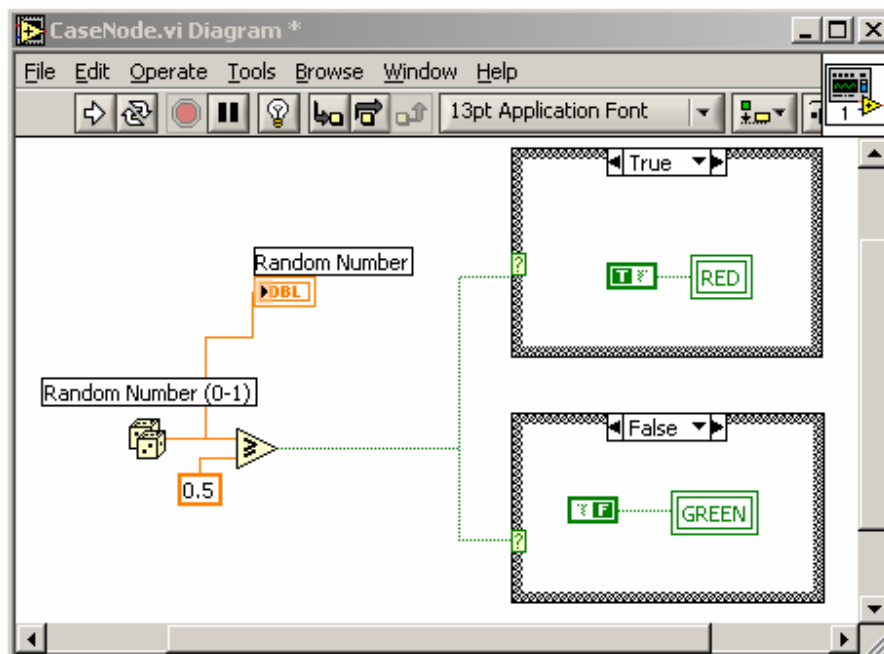 CaseNode.vi Diagram *
File Edit Operate Tools Browse Window Help
13pt Application Font
1
True
Random Number
DBL
?
T
RED
Random Number (0-1)
False
0.5
F
GREEN
?